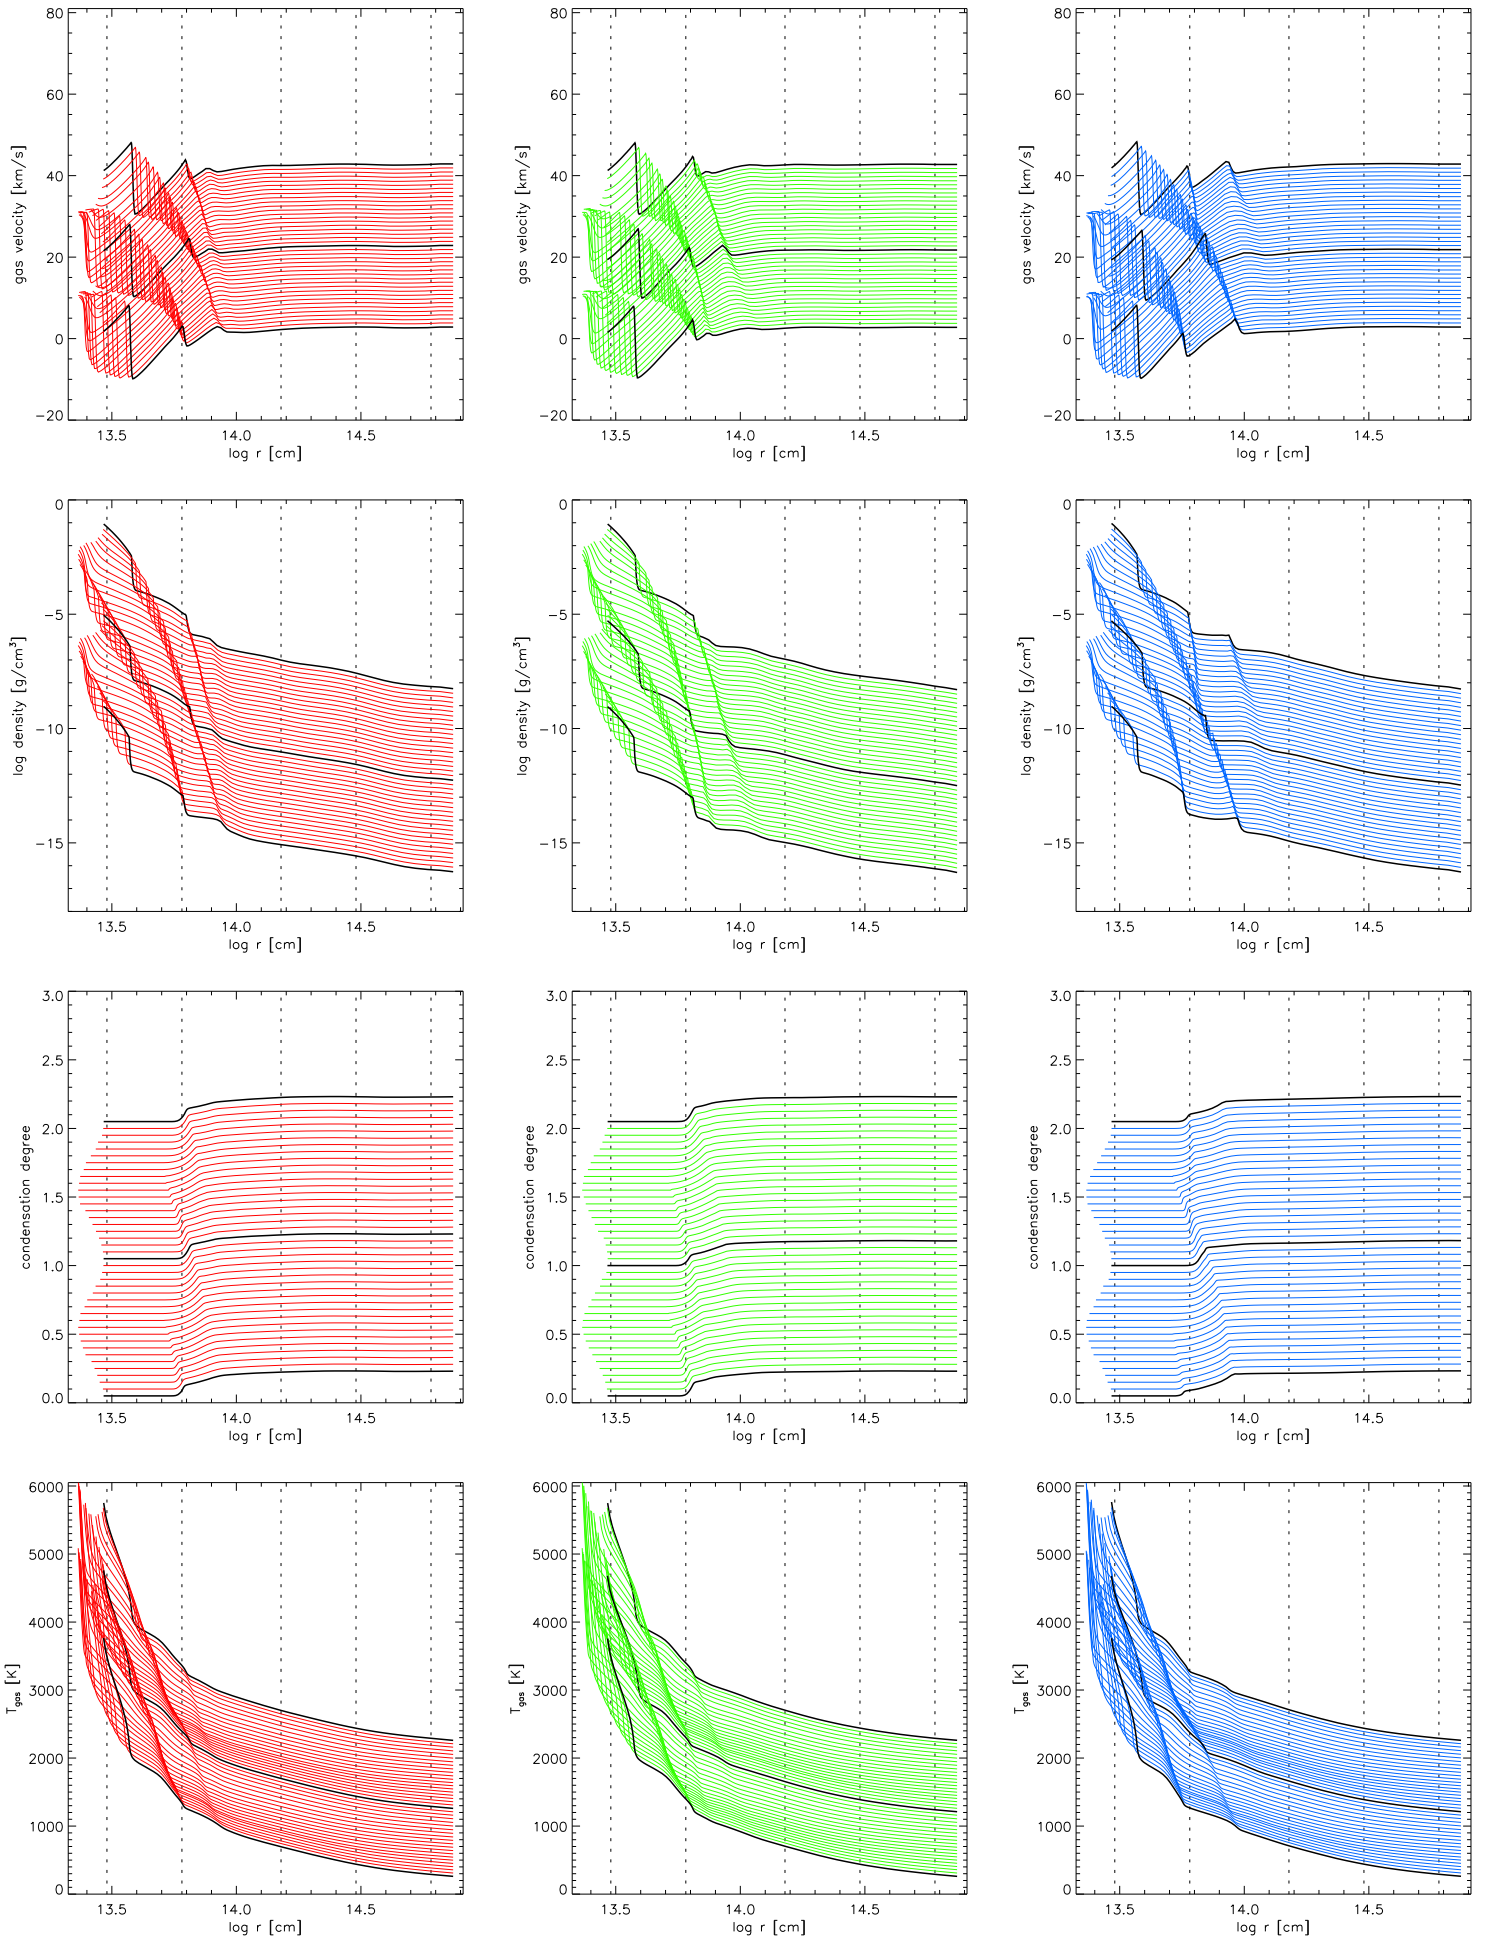 80 80 80
60 60 60
40 40 40
20 20 20
0 0 0
−20 −20 −20
gas velocity [km/s] gas velocity [km/s] gas velocity [km/s]
13.5 14.0 14.5 13.5 14.0 14.5 13.5 14.0 14.5
log r [cm] log r [cm] log r [cm]
0 0 0
−5 −5 −5
−10 −10 −10
−15 −15 −15
log density [g/cm³] log density [g/cm³] log density [g/cm³]
13.5 14.0 14.5 13.5 14.0 14.5 13.5 14.0 14.5
log r [cm] log r [cm] log r [cm]
3.0 3.0 3.0
2.5 2.5 2.5
2.0 2.0 2.0
1.5 1.5 1.5
1.0 1.0 1.0
0.5 0.5 0.5
0.0 0.0 0.0
condensation degree condensation degree condensation degree
13.5 14.0 14.5 13.5 14.0 14.5 13.5 14.0 14.5
log r [cm] log r [cm] log r [cm]
6000 6000 6000
5000 5000 5000
4000 4000 4000
3000 3000 3000
2000 2000 2000
1000 1000 1000
0 0 0
Tgas [K] Tgas [K] Tgas [K]
13.5 14.0 14.5 13.5 14.0 14.5 13.5 14.0 14.5
log r [cm] log r [cm] log r [cm]